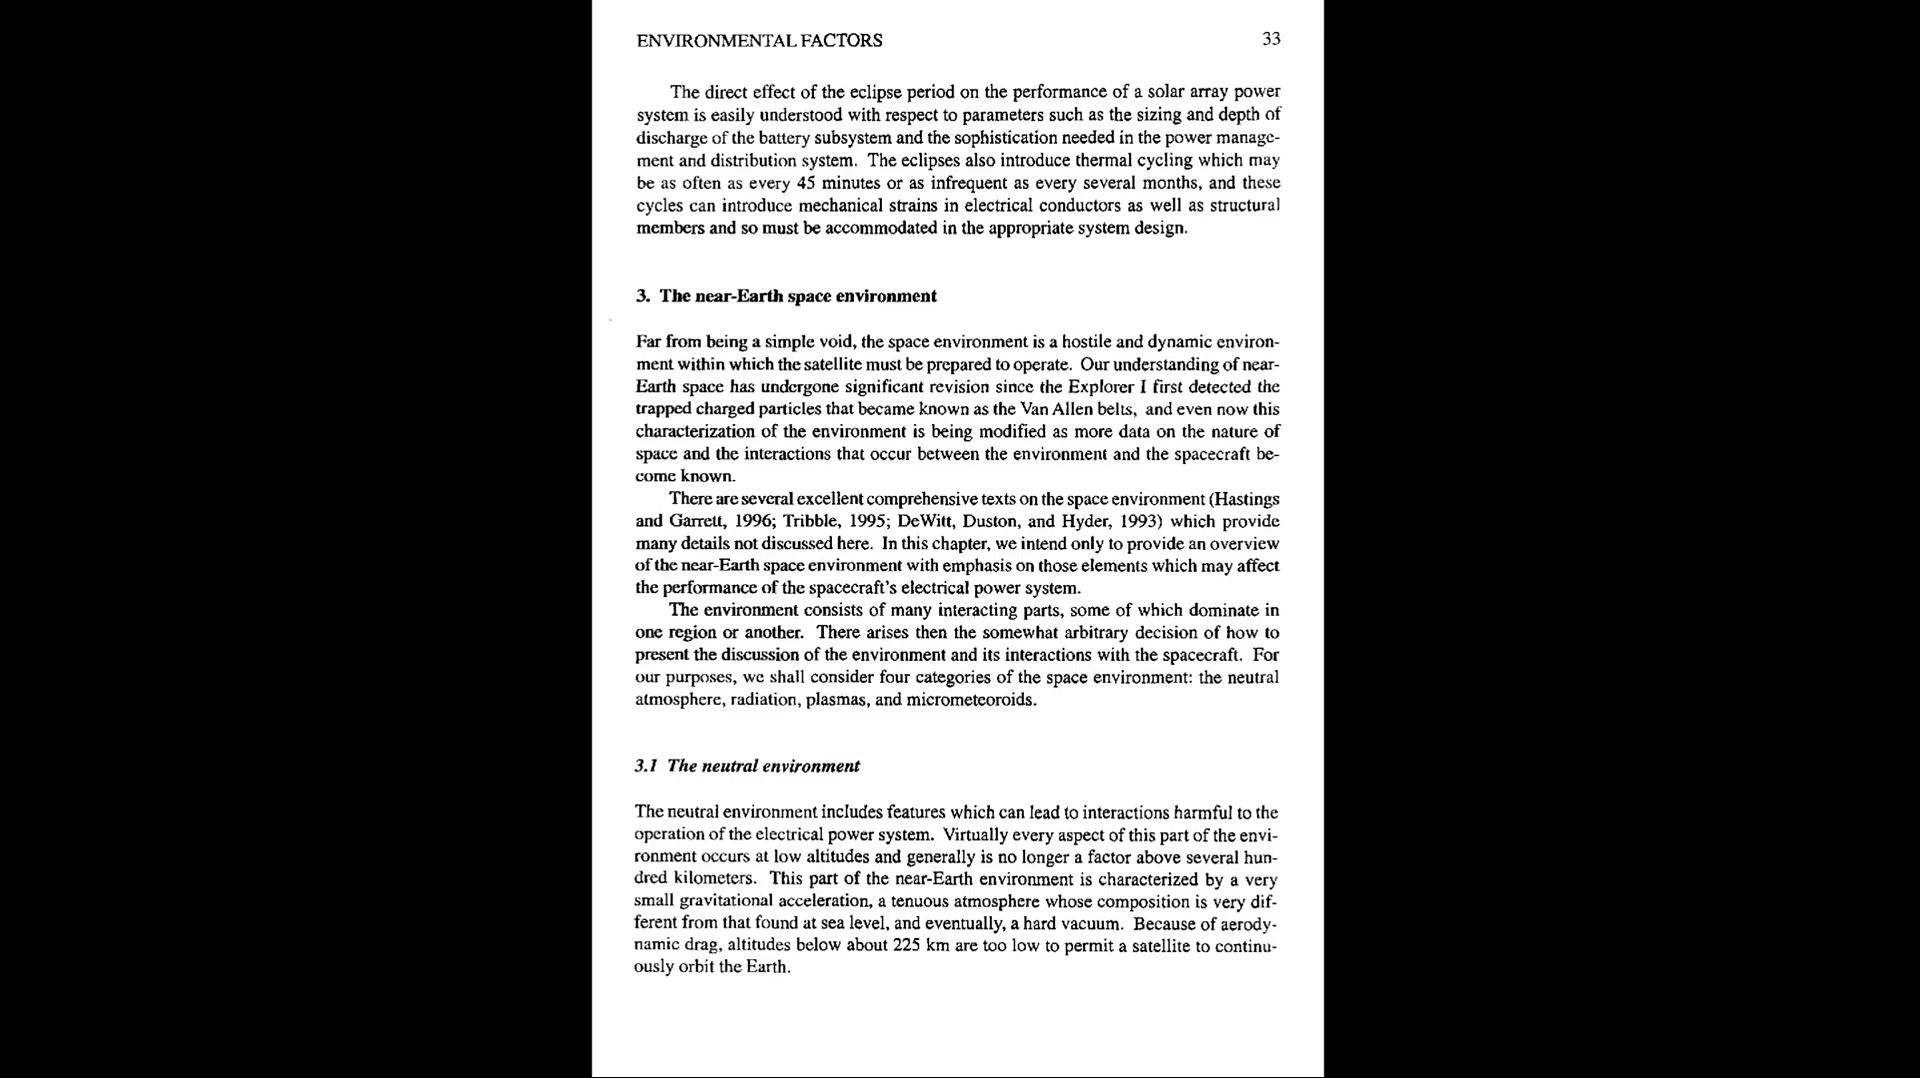 ENVIRONMENTAL FACTORS 33
The direct effect of the eclipse period on the performance of a solar array power
system is easily understood with respect to parameters such as the sizing and depth of
discharge of the battery subsystem and the sophistication needed in the power manage-
ment and distribution system. The eclipses also introduce thermal cycling which may
be as often as every 45 minutes or as infrequent as every several months, and these
cycles can introduce mechanical strains in electrical conductors as well as structural
members and so must be accommodated in the appropriate system design.
3. The near-Earth space environment
Far from being a simple void, the space environment is a hostile and dynamic environ-
ment within which the satellite must be prepared to operate. Our understanding of near-
Earth space has undergone significant revision since the Explorer I first detected the
trapped charged particles that became known as the Van Allen belts, and even now this
characterization of the environment is being modified as more data on the nature of
space and the interactions that occur between the environment and the spacecraft be-
come known.
There are several excellent comprehensive texts on the space environment (Hastings
and Garrett, 1996; Tribble, 1995; DeWitt, Duston, and Hyder, 1993) which provide
many details not discussed here. In this chapter, we intend only to provide an overview
of the near-Earth space environment with emphasis on those elements which may affect
the performance of the spacecraft's electrical power system.
The environment consists of many interacting parts, some of which dominate in
one region or another. There arises then the somewhat arbitrary decision of how to
present the discussion of the environment and its interactions with the spacecraft. For
our purposes, we shall consider four categories of the space environment: the neutral
atmosphere, radiation, plasmas, and micrometeoroids.
3.1 The neutral environment
The neutral environment includes features which can lead to interactions harmful to the
operation of the electrical power system. Virtually every aspect of this part of the envi-
ronment occurs at low altitudes and generally is no longer a factor above several hun-
dred kilometers. This part of the near-Earth environment is characterized by a very
small gravitational acceleration, a tenuous atmosphere whose composition is very dif-
ferent from that found at sea level, and eventually, a hard vacuum. Because of aerody-
namic drag, altitudes below about 225 km are too low to permit a satellite to continu-
ously orbit the Earth.